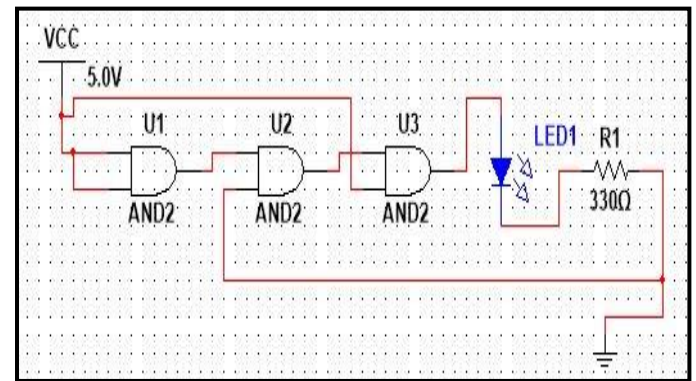 VCC
5.0V
U1
U2
U3
LED1
R1
AND2
AND2
AND2
330Ω